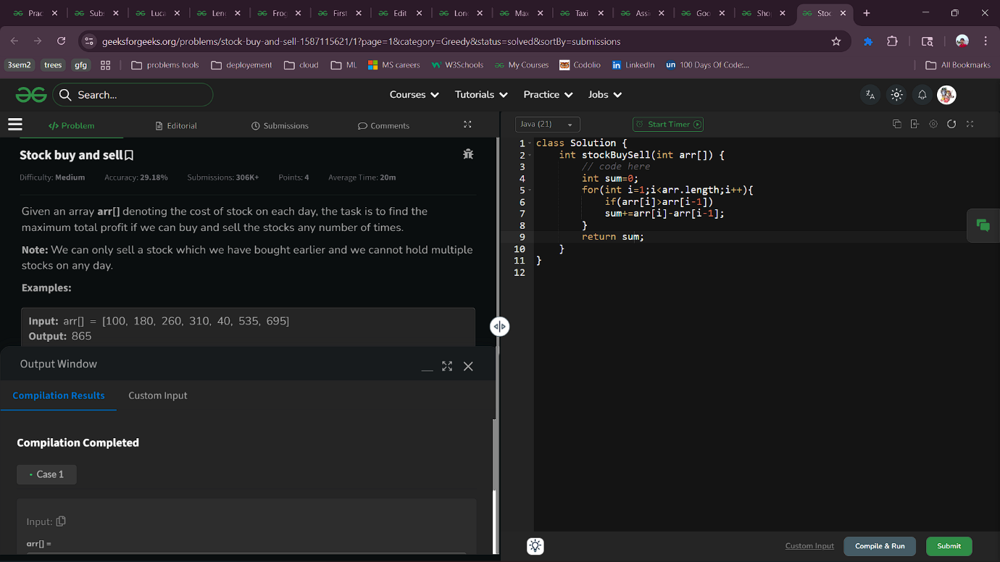 Prac
Subs
Luca
Lenc
Frog
First
Edit
Long
Max
Taxi
Assi
Goo
Shop
Stoc
geeksforgeeks.org/problems/stock-buy-and-sell-1587115621/1?page=1&category=Greedy&status=solved&sortBy=submissions
3sem2 trees gfg problems tools deployement cloud ML MS careers W3Schools My Courses Codolio LinkedIn un 100 Days Of Code:... All Bookmarks
Search... Courses Tutorials Practice Jobs
</> Problem Editorial Submissions Comments
Java (21) Start Timer
Stock buy and sell
Difficulty: Medium Accuracy: 29.18% Submissions: 306K+ Points: 4 Average Time: 20m
Given an array arr[] denoting the cost of stock on each day, the task is to find the
maximum total profit if we can buy and sell the stocks any number of times.
Note: We can only sell a stock which we have bought earlier and we cannot hold multiple
stocks on any day.
Examples:
Input: arr[] = [100, 180, 260, 310, 40, 535, 695]
Output: 865
Output Window
Compilation Results Custom Input
Compilation Completed
Case 1
Input:
arr[] =
1 class Solution {
2 int stockBuySell(int arr[]) {
3 // code here
4 int sum=0;
5 for(int i=1;i<arr.length;i++){
6 if(arr[i]>arr[i-1])
7 sum+=arr[i]-arr[i-1];
8 }
9 return sum;
10 }
11 }
12
Custom Input Compile & Run Submit